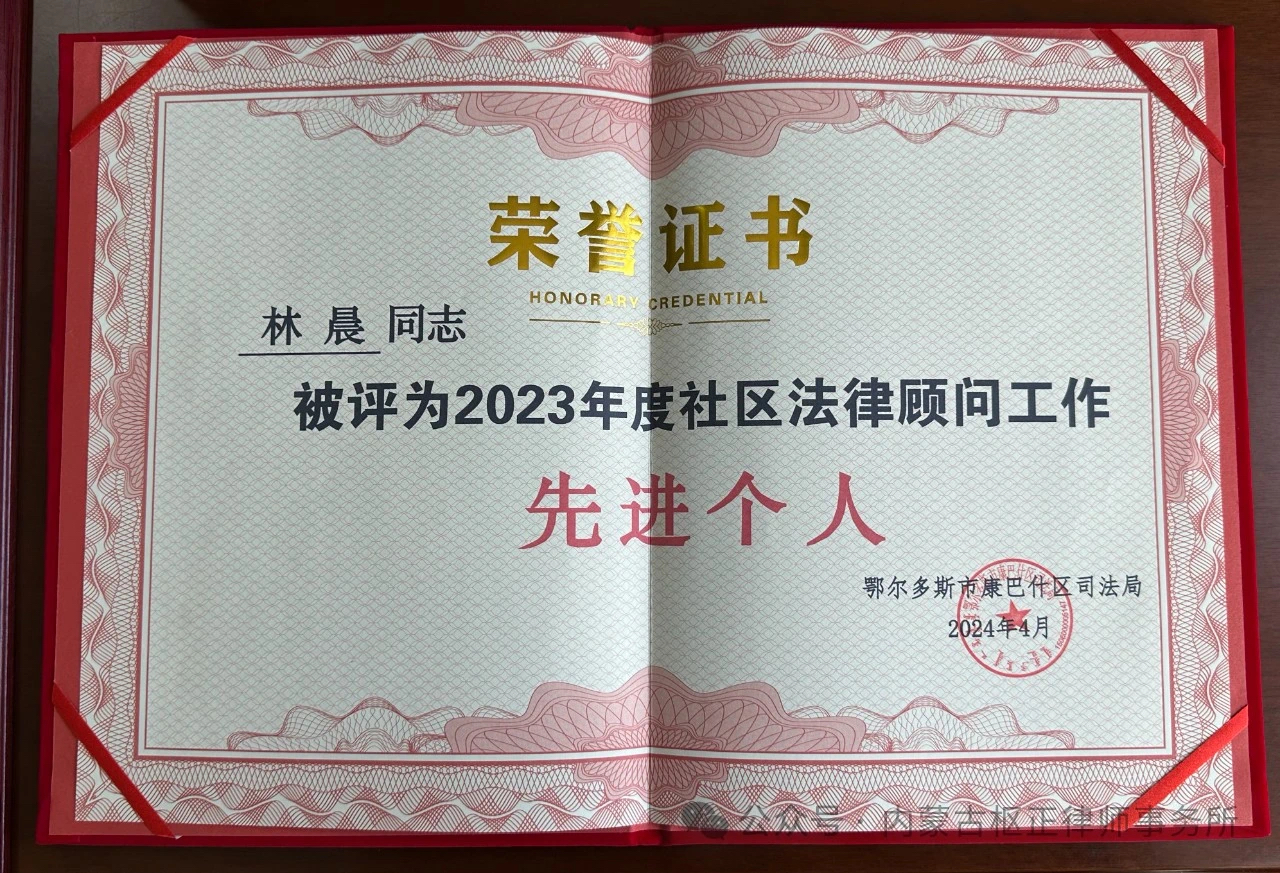 荣誉证书
HONORARY CREDENTIAL
林晨 同志
被评为2023年度社区法律顾问工作
先进个人
鄂尔多斯市康巴什区司法局
2024年4月
公众号·内蒙古枢正律师事务所